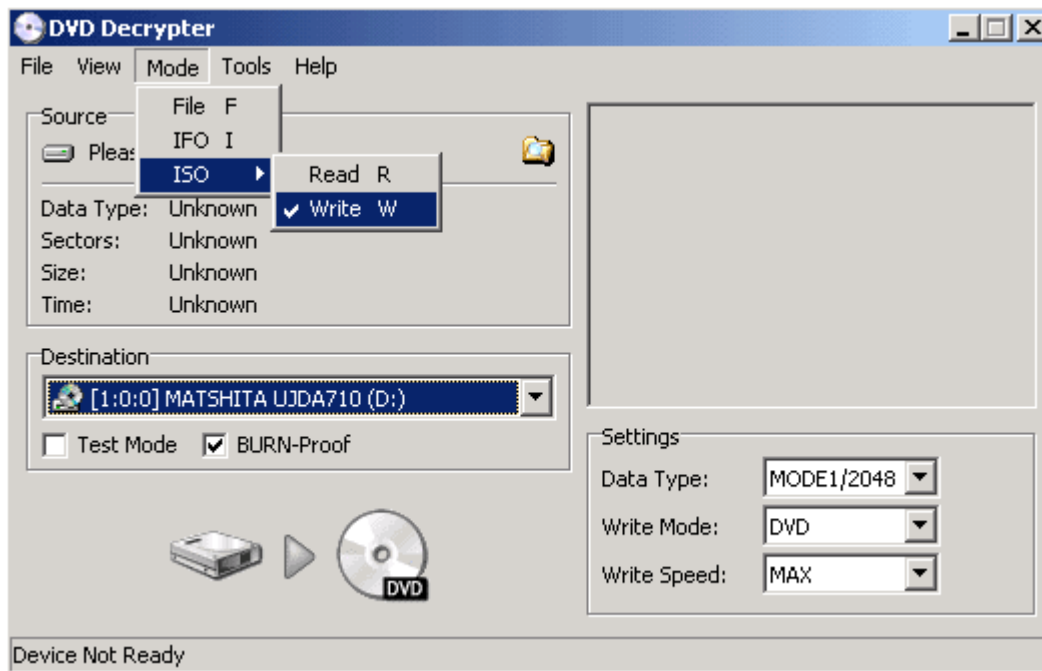 DVD Decrypter
File View Mode Tools Help
File F
IFO I
ISO
Read R
Write W
Source
Data Type: Unknown
Sectors: Unknown
Size: Unknown
Time: Unknown
Destination
[1:0:0] MATSHITA UJDA710 (D:)
Test Mode BURN-Proof
DVD
Settings
Data Type: MODE1/2048
Write Mode: DVD
Write Speed: MAX
Device Not Ready